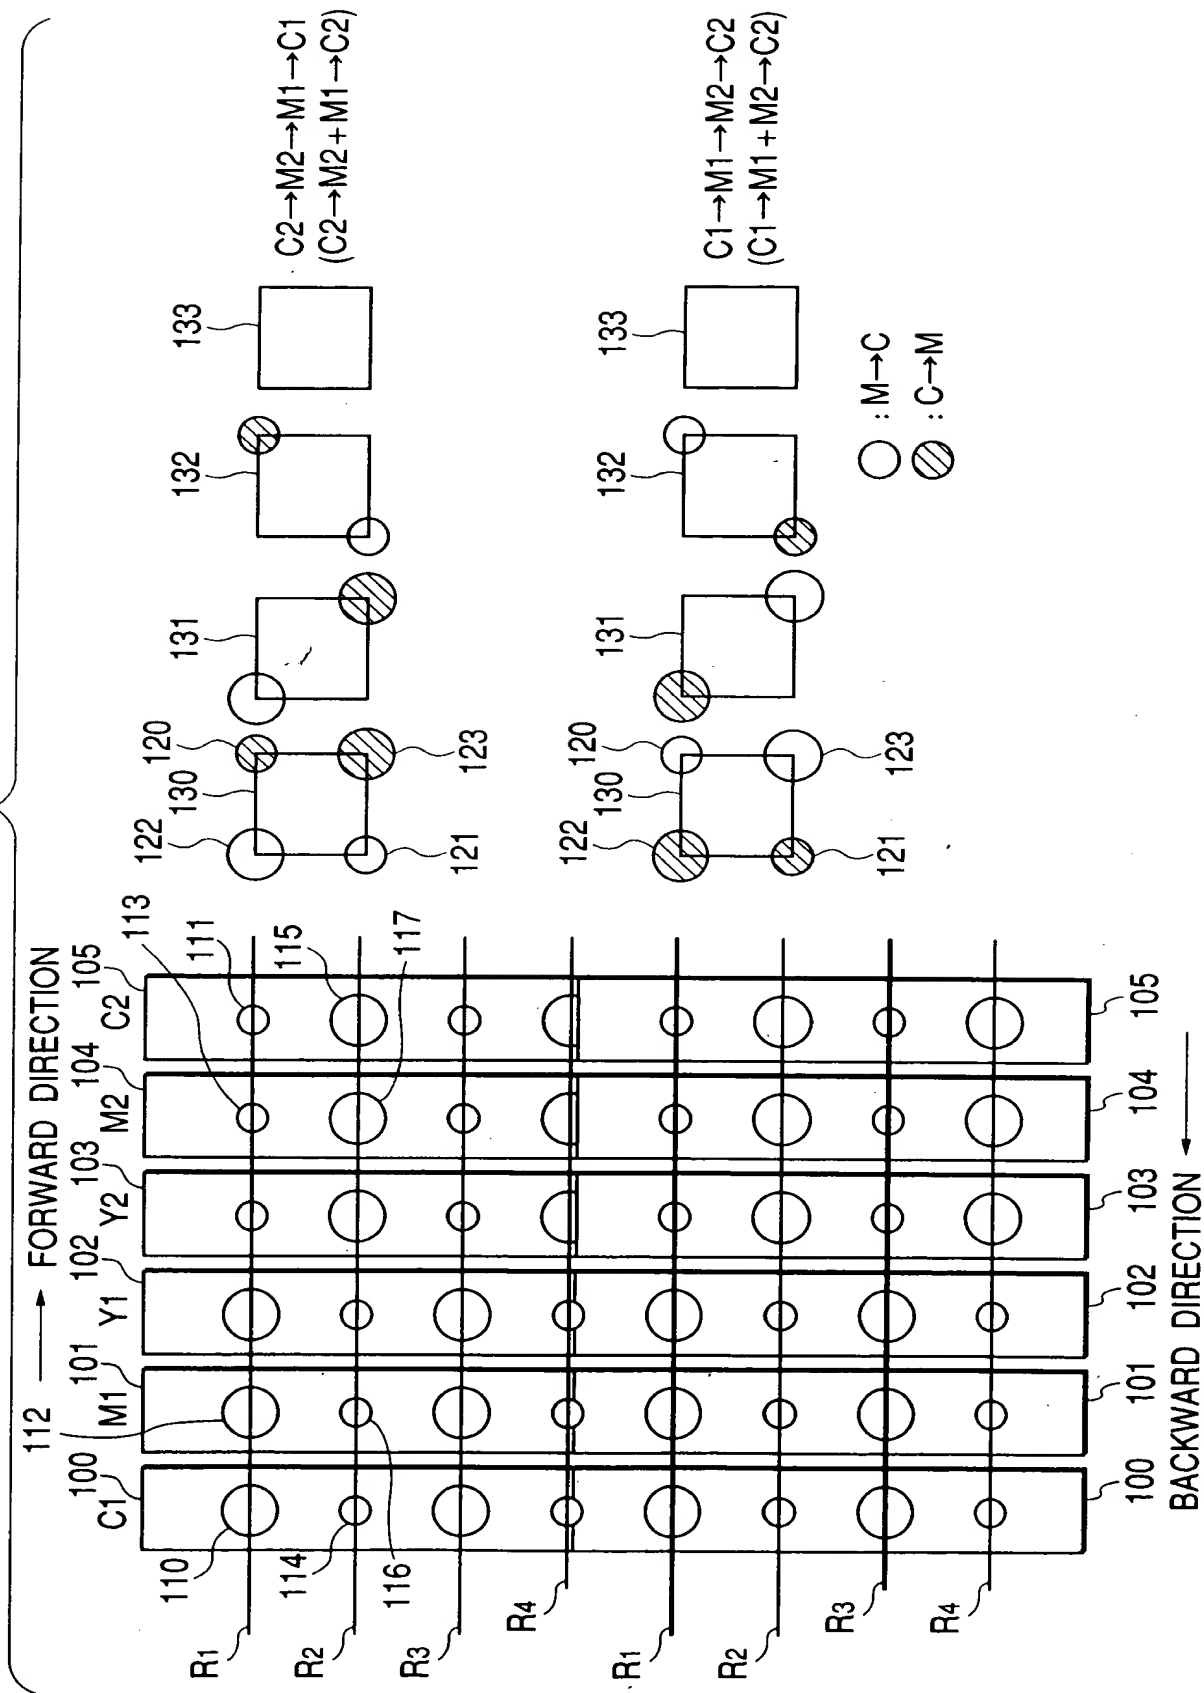 112 → FORWARD DIRECTION
100 101 102 103 104 105
C1 M1 Y1 Y2 M2 C2
110
113
111
114
116
115
117
R1
R2
R3
R4
R1
R2
R3
R4
100 101 102 103 104 105
BACKWARD DIRECTION ←
122 130 120
121 123
131
132
133
C2→M2→M1→C1
(C2→M2+M1→C2)
122 130 120
121 123
131
132
133
C1→M1→M2→C2
(C1→M1+M2→C2)
: M→C
: C→M